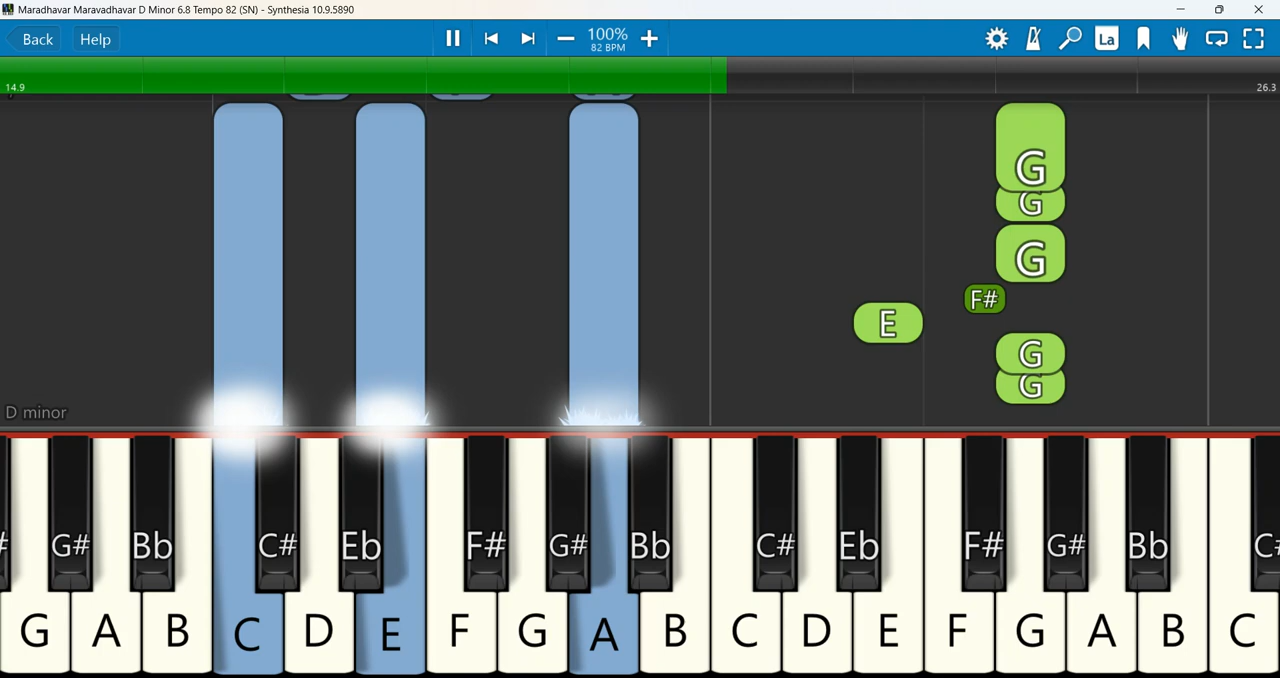 Maradhavar Maravadhavar D Minor 6.8 Tempo 82 (SN) - Synthesia 10.9.5890
Back Help 100% La
82 BPM
14.9 26.3
G
G
G
F#
E
G
G
D minor
G# Bb C# Eb F# G# Bb C# Eb F# G# Bb
G A B C D E F G A B C D E F G A B C